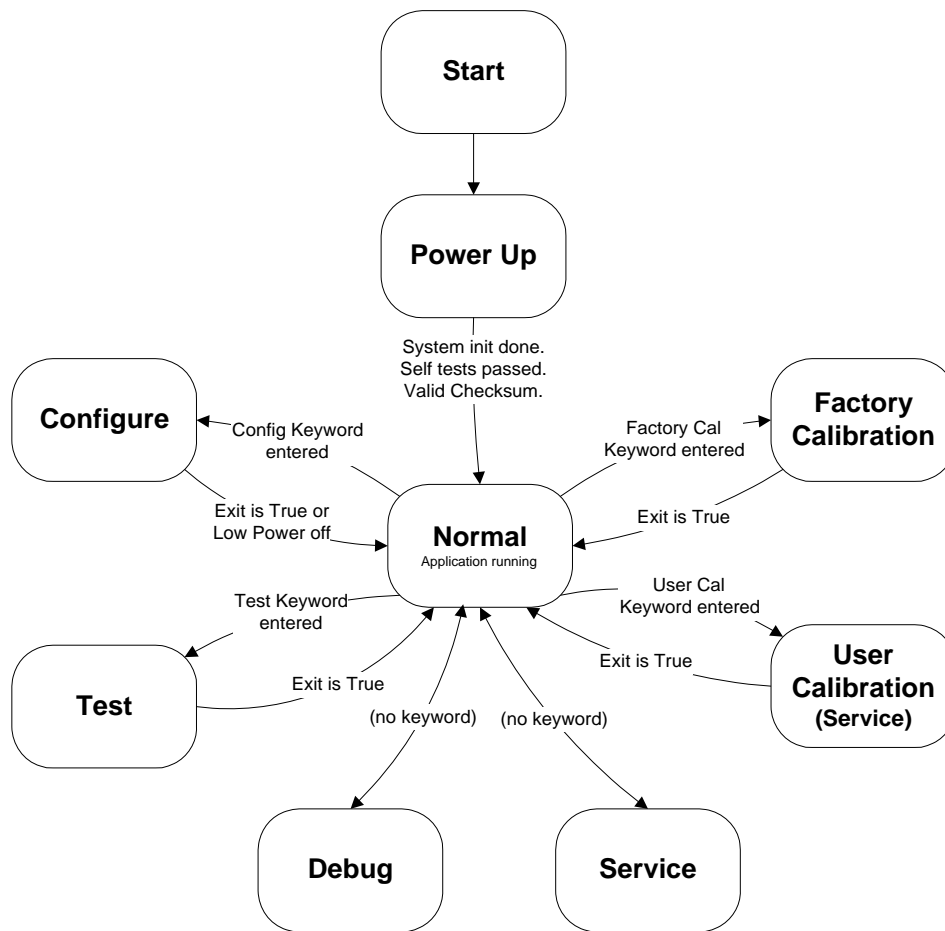 Start
Power Up
System init done.
Self tests passed.
Valid Checksum.
Configure
Config Keyword
entered
Factory Cal
Keyword entered
Factory
Calibration
Exit is True or
Low Power off
Normal
Application running
Exit is True
Test Keyword
entered
User Cal
Keyword entered
Test
Exit is True
Exit is True
User
Calibration
(Service)
(no keyword)
(no keyword)
Debug
Service